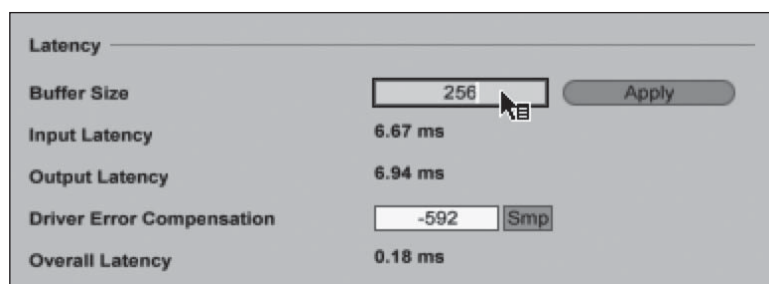 Latency
Buffer Size 256 Apply
Input Latency 6.67 ms
Output Latency 6.94 ms
Driver Error Compensation -592 Smp
Overall Latency 0.18 ms